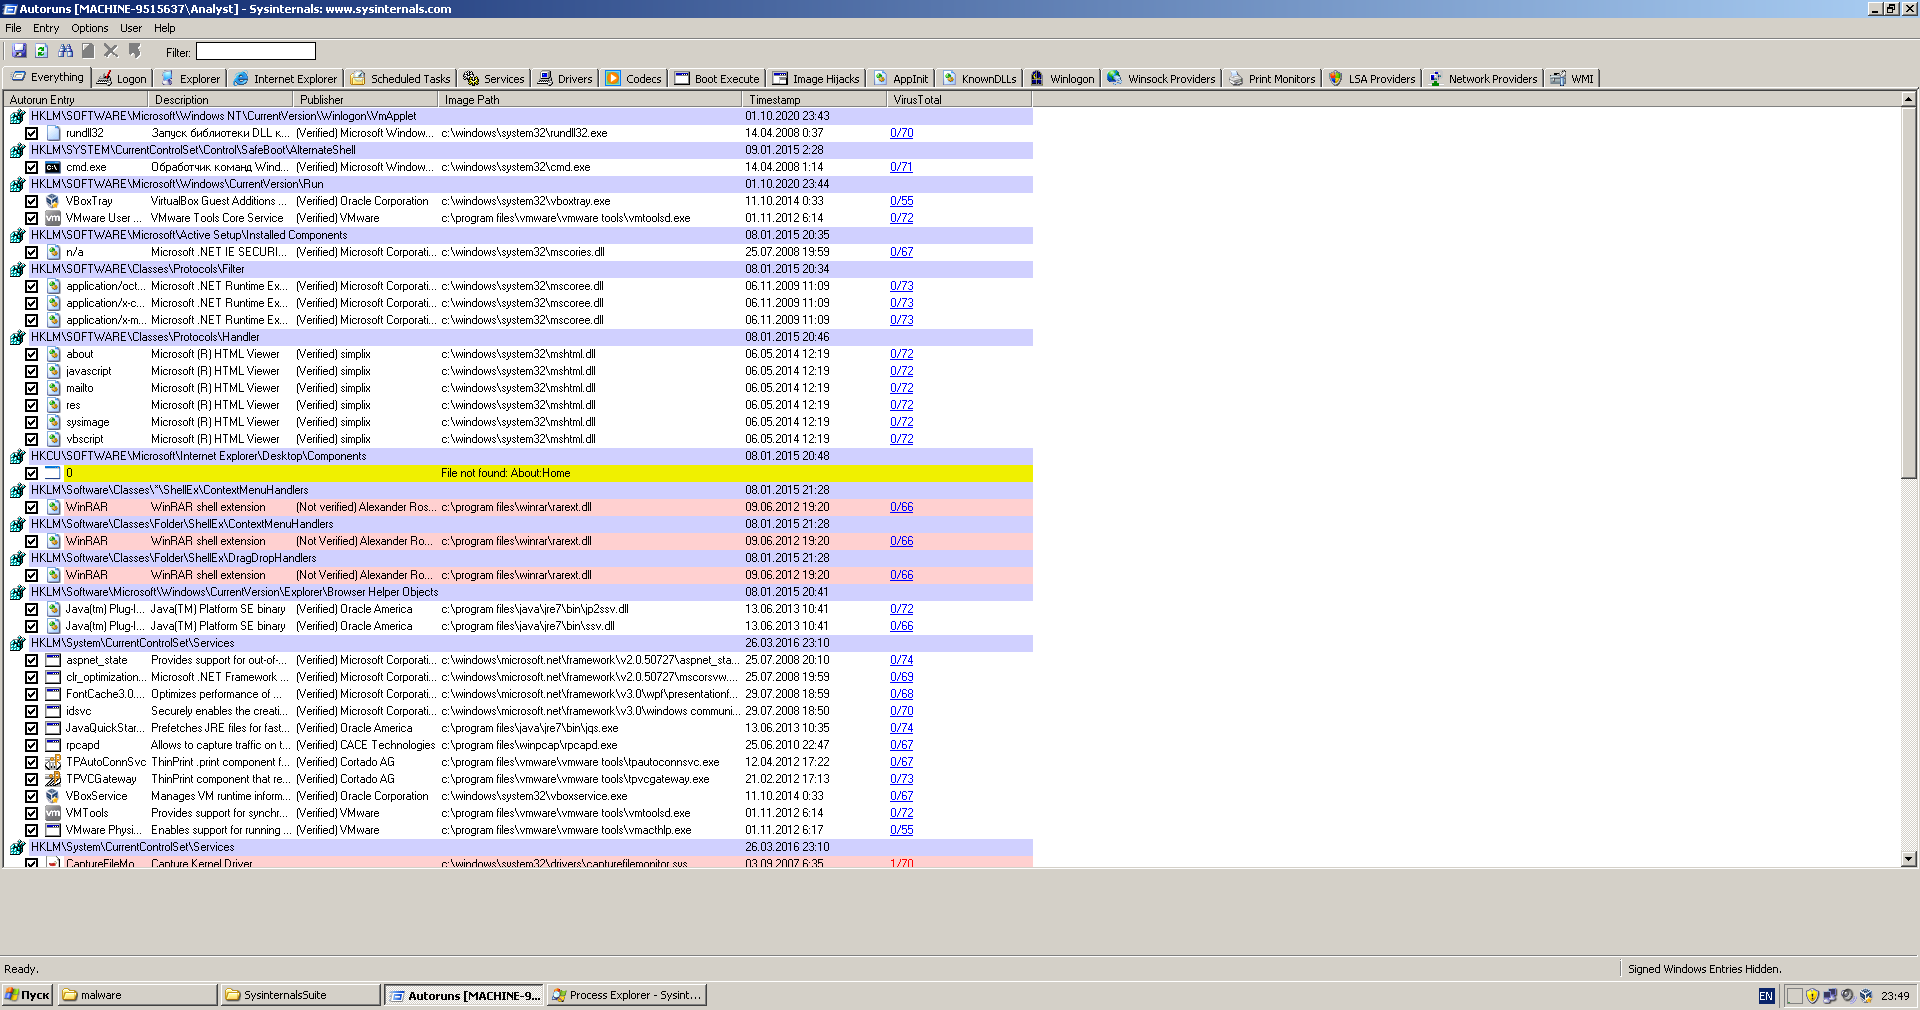 Autoruns [MACHINE-9515637\Analyst] - Sysinternals: www.sysinternals.com
File Entry Options User Help
Filter:
Everything Logon Explorer Internet Explorer Scheduled Tasks Services Drivers Codecs Boot Execute Image Hijacks AppInit KnownDLLs Winlogon Winsock Providers Print Monitors LSA Providers Network Providers WMI
Autorun Entry Description Publisher Image Path Timestamp VirusTotal
HKLM\SOFTWARE\Microsoft\Windows NT\CurrentVersion\Winlogon\VmApplet 01.10.2020 23:43
rundll32 Запуск библиотеки DLL к... (Verified) Microsoft Window... c:\windows\system32\rundll32.exe 14.04.2008 0:37 0/70
HKLM\SYSTEM\CurrentControlSet\Control\SafeBoot\AlternateShell 09.01.2015 2:28
cmd.exe Обработчик команд Wind... (Verified) Microsoft Window... c:\windows\system32\cmd.exe 14.04.2008 1:14 0/71
HKLM\SOFTWARE\Microsoft\Windows\CurrentVersion\Run 01.10.2020 23:44
VBoxTray VirtualBox Guest Additions ... (Verified) Oracle Corporation c:\windows\system32\vboxtray.exe 11.10.2014 0:33 0/55
VMware User ... VMware Tools Core Service (Verified) VMware c:\program files\vmware\vmware tools\vmtoolsd.exe 01.11.2012 6:14 0/72
HKLM\SOFTWARE\Microsoft\Active Setup\Installed Components 08.01.2015 20:35
n/a Microsoft .NET IE SECURI... (Verified) Microsoft Corporati... c:\windows\system32\mscories.dll 25.07.2008 19:59 0/67
HKLM\SOFTWARE\Classes\Protocols\Filter 08.01.2015 20:34
application/oct... Microsoft .NET Runtime Ex... (Verified) Microsoft Corporati... c:\windows\system32\mscoree.dll 06.11.2009 11:09 0/73
application/x-c... Microsoft .NET Runtime Ex... (Verified) Microsoft Corporati... c:\windows\system32\mscoree.dll 06.11.2009 11:09 0/73
application/x-m... Microsoft .NET Runtime Ex... (Verified) Microsoft Corporati... c:\windows\system32\mscoree.dll 06.11.2009 11:09 0/73
HKLM\SOFTWARE\Classes\Protocols\Handler 08.01.2015 20:46
about Microsoft (R) HTML Viewer (Verified) simplix c:\windows\system32\mshtml.dll 06.05.2014 12:19 0/72
javascript Microsoft (R) HTML Viewer (Verified) simplix c:\windows\system32\mshtml.dll 06.05.2014 12:19 0/72
mailto Microsoft (R) HTML Viewer (Verified) simplix c:\windows\system32\mshtml.dll 06.05.2014 12:19 0/72
res Microsoft (R) HTML Viewer (Verified) simplix c:\windows\system32\mshtml.dll 06.05.2014 12:19 0/72
sysimage Microsoft (R) HTML Viewer (Verified) simplix c:\windows\system32\mshtml.dll 06.05.2014 12:19 0/72
vbscript Microsoft (R) HTML Viewer (Verified) simplix c:\windows\system32\mshtml.dll 06.05.2014 12:19 0/72
HKCU\SOFTWARE\Microsoft\Internet Explorer\Desktop\Components 08.01.2015 20:48
0 File not found: About:Home
HKLM\Software\Classes\*\ShellEx\ContextMenuHandlers 08.01.2015 21:28
WinRAR WinRAR shell extension (Not verified) Alexander Ros... c:\program files\winrar\rarext.dll 09.06.2012 19:20 0/66
HKLM\Software\Classes\Folder\ShellEx\ContextMenuHandlers 08.01.2015 21:28
WinRAR WinRAR shell extension (Not Verified) Alexander Ro... c:\program files\winrar\rarext.dll 09.06.2012 19:20 0/66
HKLM\Software\Classes\Folder\ShellEx\DragDropHandlers 08.01.2015 21:28
WinRAR WinRAR shell extension (Not Verified) Alexander Ro... c:\program files\winrar\rarext.dll 09.06.2012 19:20 0/66
HKLM\Software\Microsoft\Windows\CurrentVersion\Explorer\Browser Helper Objects 08.01.2015 20:41
Java(tm) Plug-I... Java(TM) Platform SE binary (Verified) Oracle America c:\program files\java\jre7\bin\jp2ssv.dll 13.06.2013 10:41 0/72
Java(tm) Plug-I... Java(TM) Platform SE binary (Verified) Oracle America c:\program files\java\jre7\bin\ssv.dll 13.06.2013 10:41 0/66
HKLM\System\CurrentControlSet\Services 26.03.2016 23:10
aspnet_state Provides support for out-of-... (Verified) Microsoft Corporati... c:\windows\microsoft.net\framework\v2.0.50727\aspnet_sta... 25.07.2008 20:10 0/74
clr_optimization... Microsoft .NET Framework ... (Verified) Microsoft Corporati... c:\windows\microsoft.net\framework\v2.0.50727\mscorsvw.... 25.07.2008 19:59 0/69
FontCache3.0.... Optimizes performance of ... (Verified) Microsoft Corporati... c:\windows\microsoft.net\framework\v3.0\wpf\presentationf... 29.07.2008 18:59 0/68
idsvc Securely enables the creati... (Verified) Microsoft Corporati... c:\windows\microsoft.net\framework\v3.0\windows communi... 29.07.2008 18:50 0/70
JavaQuickStar... Prefetches JRE files for fast... (Verified) Oracle America c:\program files\java\jre7\bin\jqs.exe 13.06.2013 10:35 0/74
rpcapd Allows to capture traffic on t... (Verified) CACE Technologies c:\program files\winpcap\rpcapd.exe 25.06.2010 22:47 0/67
TPAutoConnSvc ThinPrint .print component f... (Verified) Cortado AG c:\program files\vmware\vmware tools\tpautoconnsvc.exe 12.04.2012 17:22 0/67
TPVCGateway ThinPrint component that re... (Verified) Cortado AG c:\program files\vmware\vmware tools\tpvcgateway.exe 21.02.2012 17:13 0/73
VBoxService Manages VM runtime inform... (Verified) Oracle Corporation c:\windows\system32\vboxservice.exe 11.10.2014 0:33 0/67
VMTools Provides support for synchr... (Verified) VMware c:\program files\vmware\vmware tools\vmtoolsd.exe 01.11.2012 6:14 0/72
VMware Physi... Enables support for running ... (Verified) VMware c:\program files\vmware\vmware tools\vmacthlp.exe 01.11.2012 6:17 0/55
HKLM\System\CurrentControlSet\Services 26.03.2016 23:10
CaptureFileMo... Capture Kernel Driver c:\windows\system32\drivers\capturefilemonitor.sys 03.09.2007 6:35 1/70
Ready. Signed Windows Entries Hidden.
Пуск malware SysinternalsSuite Autoruns [MACHINE-9... Process Explorer - Sysint... EN 23:49